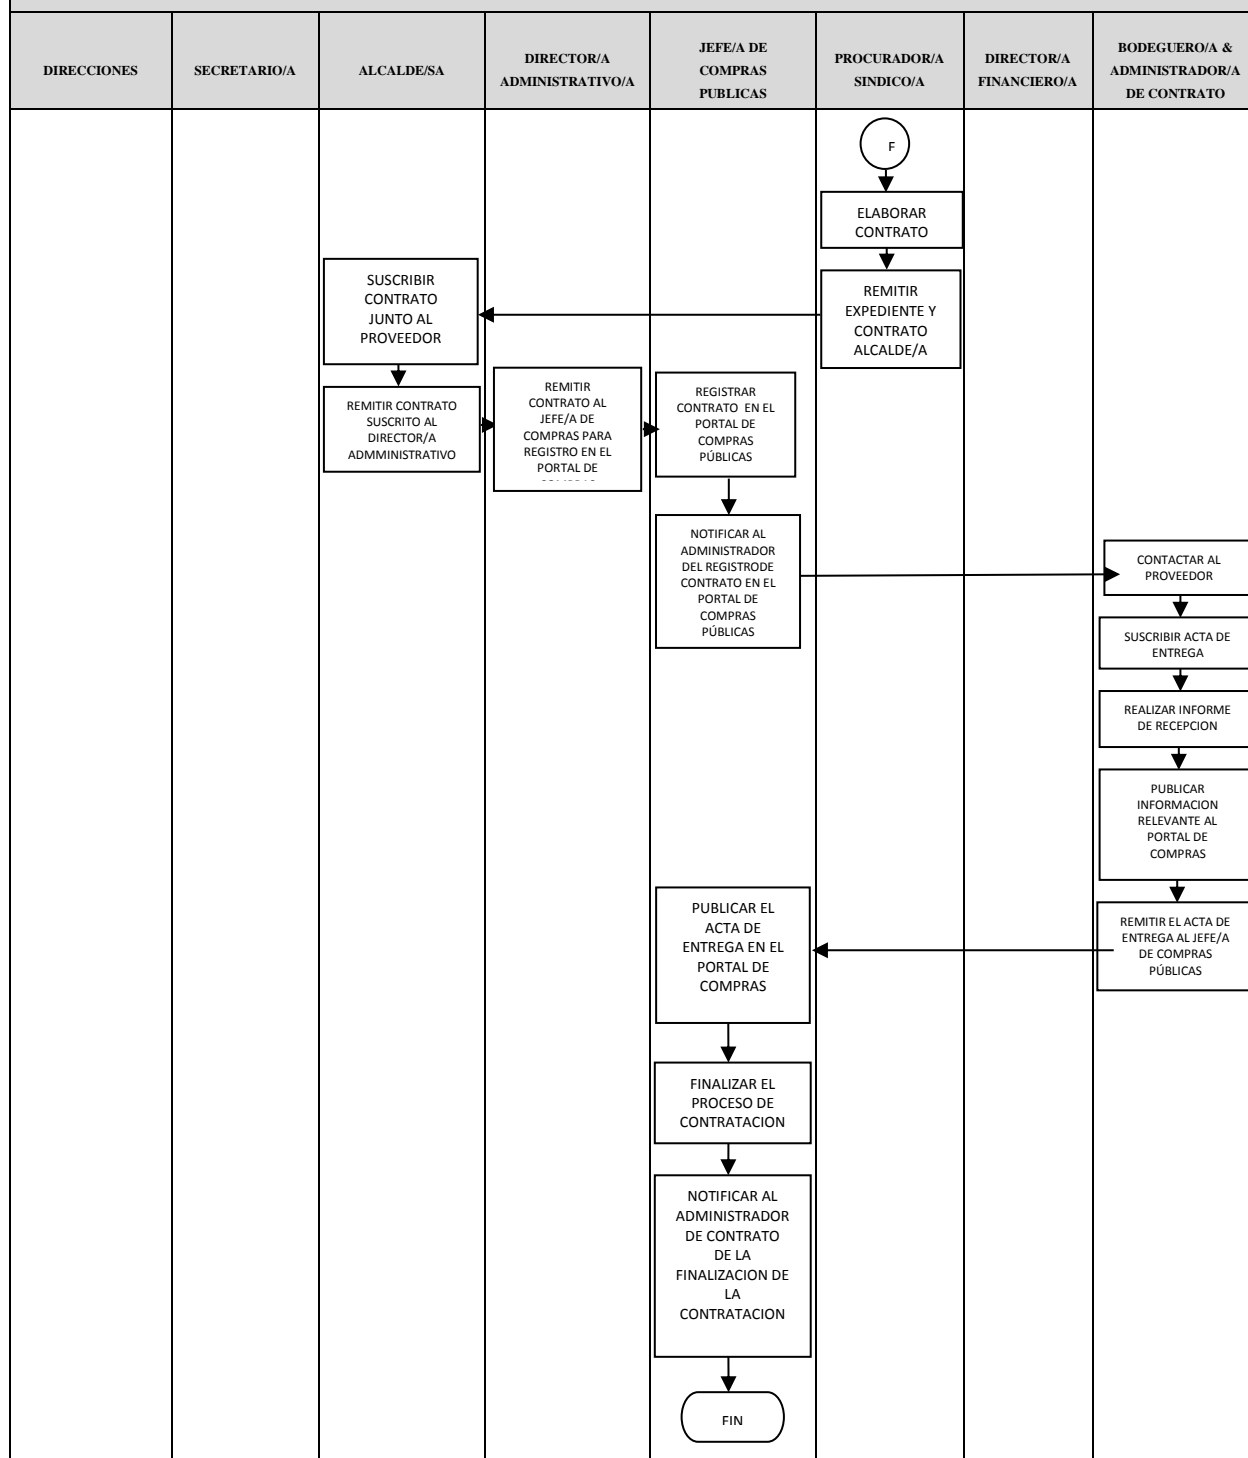 DIRECCIONES
SECRETARIO/A
ALCALDE/SA
DIRECTOR/A
ADMINISTRATIVO/A
JEFE/A DE
COMPRAS
PUBLICAS
PROCURADOR/A
SINDICO/A
DIRECTOR/A
FINANCIERO/A
BODEGUERO/A &
ADMINISTRADOR/A
DE CONTRATO
F
ELABORAR
CONTRATO
REMITIR
EXPEDIENTE Y
CONTRATO
ALCALDE/A
SUSCRIBIR
CONTRATO
JUNTO AL
PROVEEDOR
REMITIR CONTRATO
SUSCRITO AL
DIRECTOR/A
ADMMINISTRATIVO
REMITIR
CONTRATO AL
JEFE/A DE
COMPRAS PARA
REGISTRO EN EL
PORTAL DE
REGISTRAR
CONTRATO EN EL
PORTAL DE
COMPRAS
PÚBLICAS
NOTIFICAR AL
ADMINISTRADOR
DEL REGISTRODE
CONTRATO EN EL
PORTAL DE
COMPRAS
PÚBLICAS
CONTACTAR AL
PROVEEDOR
SUSCRIBIR ACTA DE
ENTREGA
REALIZAR INFORME
DE RECEPCION
PUBLICAR
INFORMACION
RELEVANTE AL
PORTAL DE
COMPRAS
REMITIR EL ACTA DE
ENTREGA AL JEFE/A
DE COMPRAS
PÚBLICAS
PUBLICAR EL
ACTA DE
ENTREGA EN EL
PORTAL DE
COMPRAS
FINALIZAR EL
PROCESO DE
CONTRATACION
NOTIFICAR AL
ADMINISTRADOR
DE CONTRATO
DE LA
FINALIZACION DE
LA
CONTRATACION
FIN